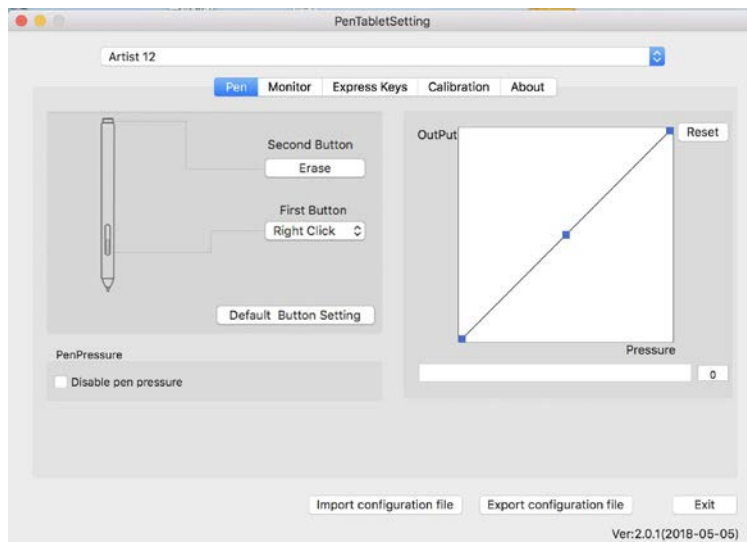 PenTabletSetting
Artist 12
Pen Monitor Express Keys Calibration About
Second Button
Erase
First Button
Right Click
Default Button Setting
PenPressure
Disable pen pressure
OutPut
Reset
Pressure
0
Import configuration file Export configuration file Exit
Ver:2.0.1(2018-05-05)